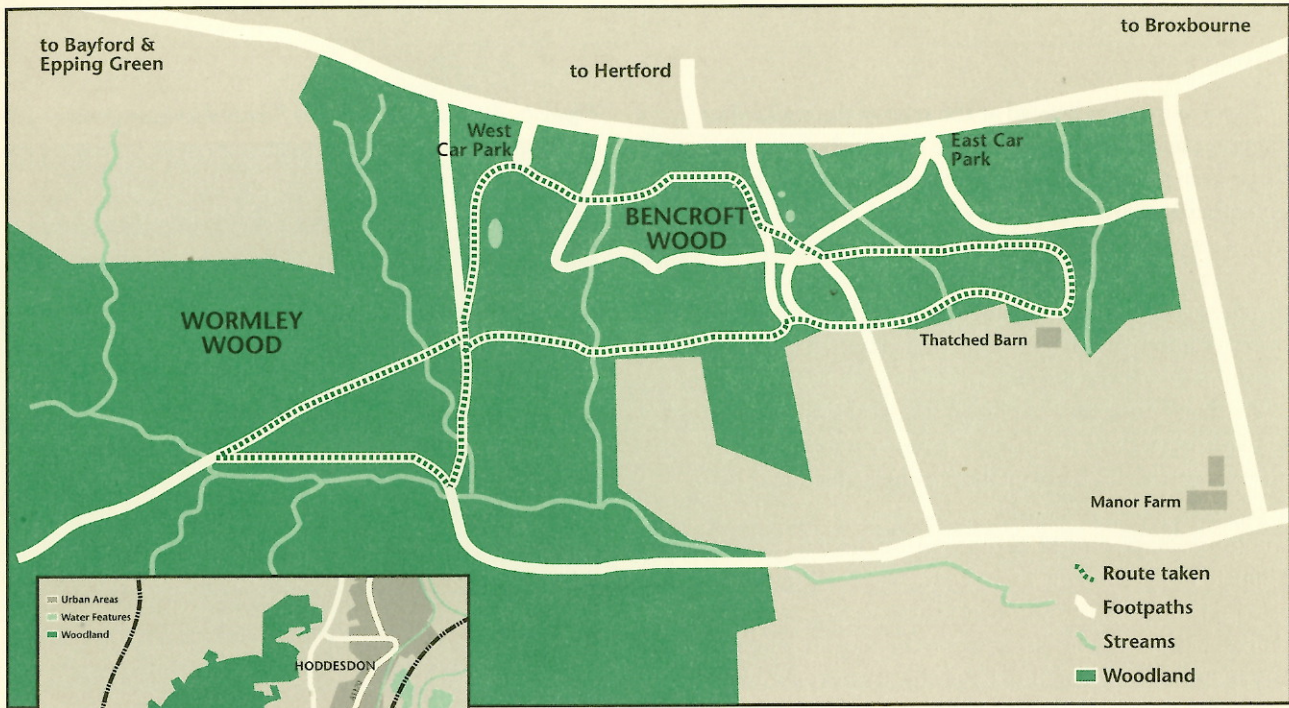 to Bayford &
Epping Green
to Hertford
to Broxbourne
West
Car Park
East Car
Park
BENCROFT
WOOD
WORMLEY
WOOD
Thatched Barn
Manor Farm
Route taken
Footpaths
Streams
Woodland
Urban Areas
Water Features
Woodland
HODDESDON